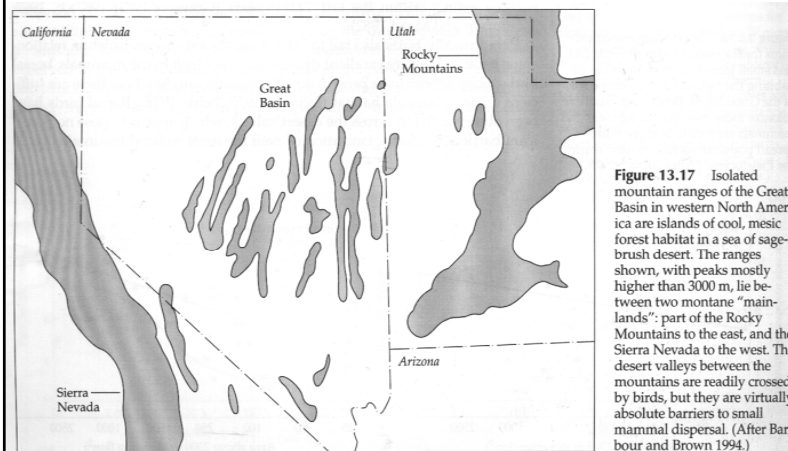 California
Nevada
Utah
Rocky
Mountains
Great
Basin
Arizona
Sierra
Nevada
Figure 13.17 Isolated
mountain ranges of the Great
Basin in western North Amer
ica are islands of cool, mesic
forest habitat in a sea of sage-
brush desert. The ranges
shown, with peaks mostly
higher than 3000 m, lie be-
tween two montane "main-
lands": part of the Rocky
Mountains to the east, and the
Sierra Nevada to the west. Th
desert valleys between the
mountains are readily crossed
by birds, but they are virtually
absolute barriers to small
mammal dispersal. (After Bar
bour and Brown 1994.)